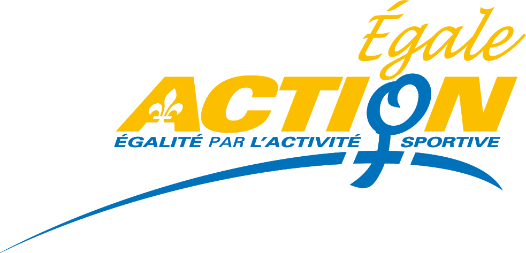 Égale
ACTION
ÉGALITÉ PAR L'ACTIVITÉ SPORTIVE